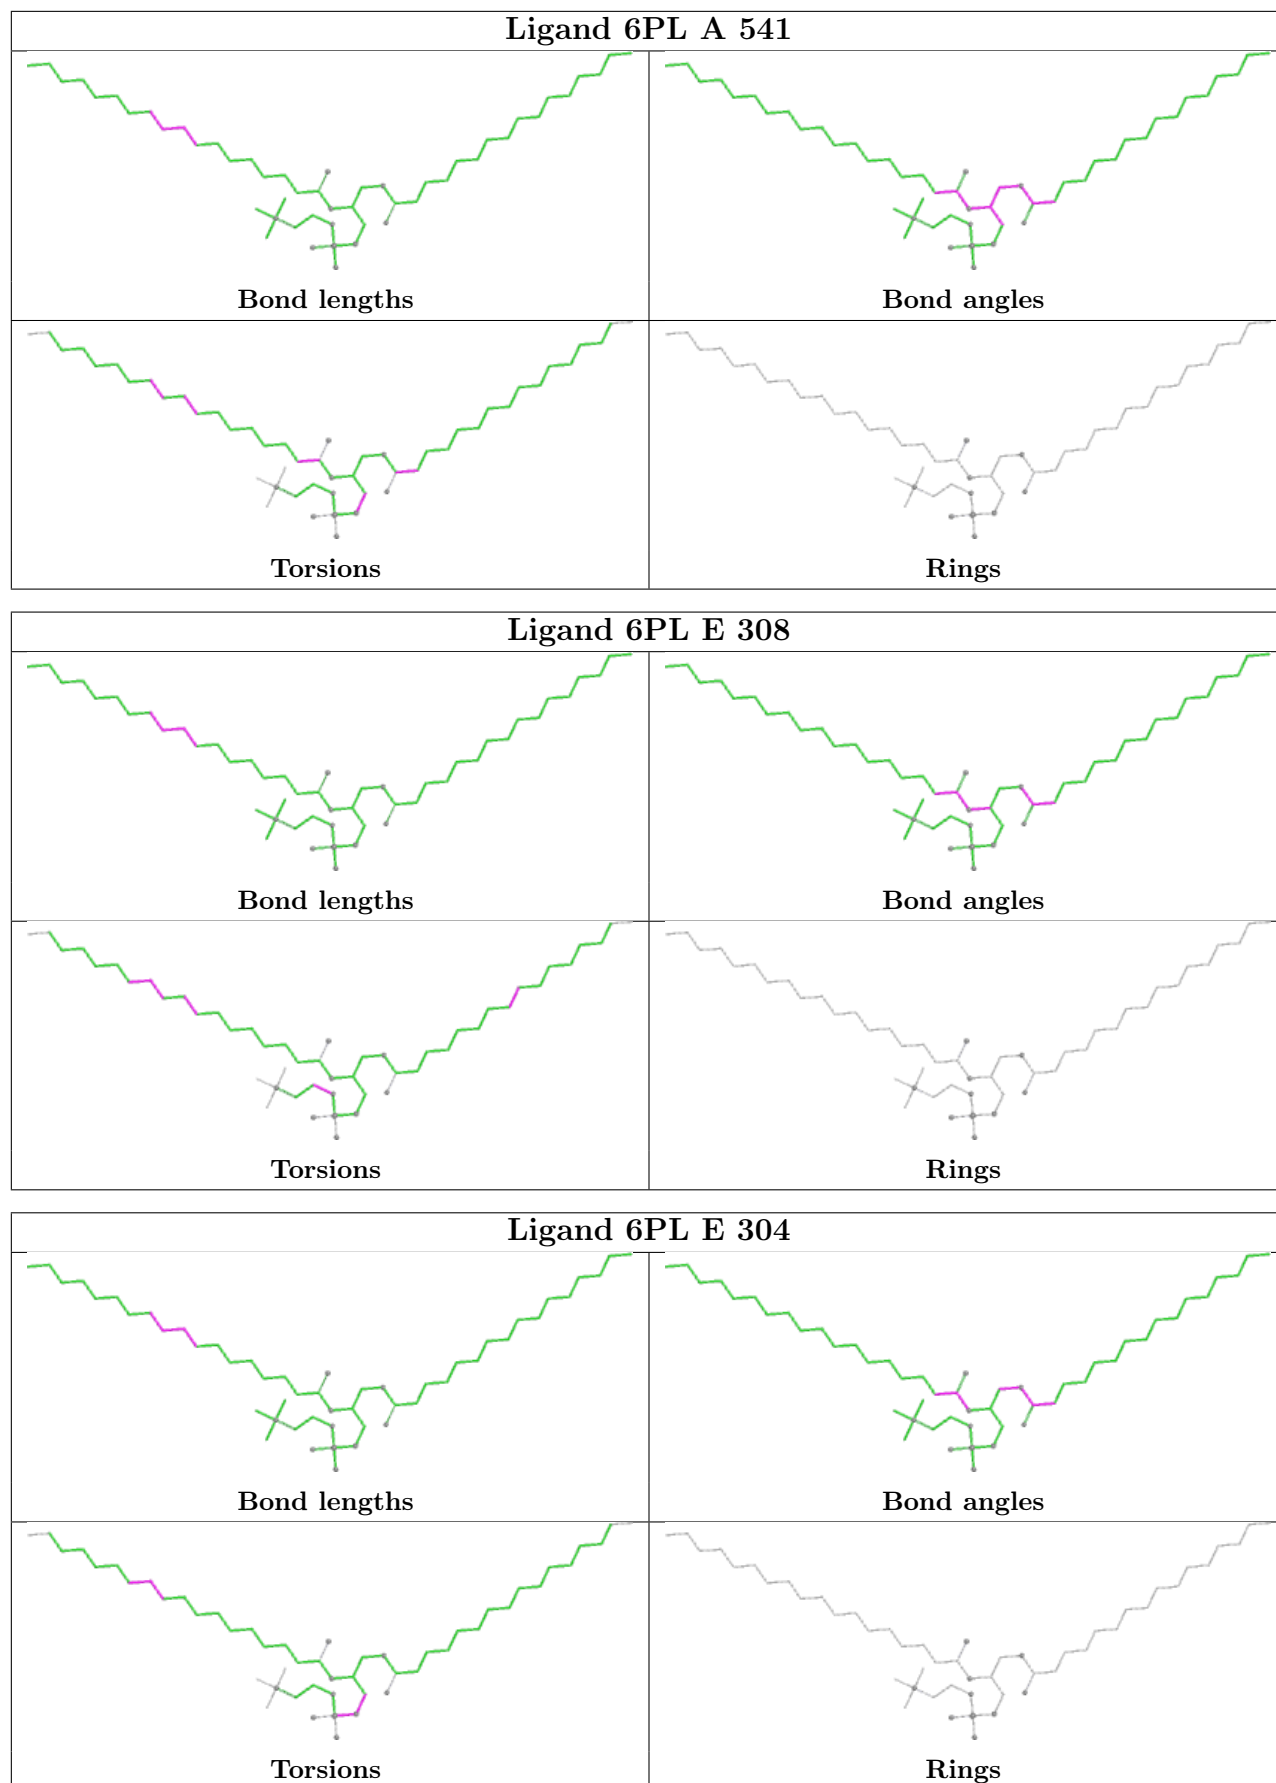 Ligand 6PL A 541
Bond lengths
Bond angles
Torsions
Rings
Ligand 6PL E 308
Bond lengths
Bond angles
Torsions
Rings
Ligand 6PL E 304
Bond lengths
Bond angles
Torsions
Rings